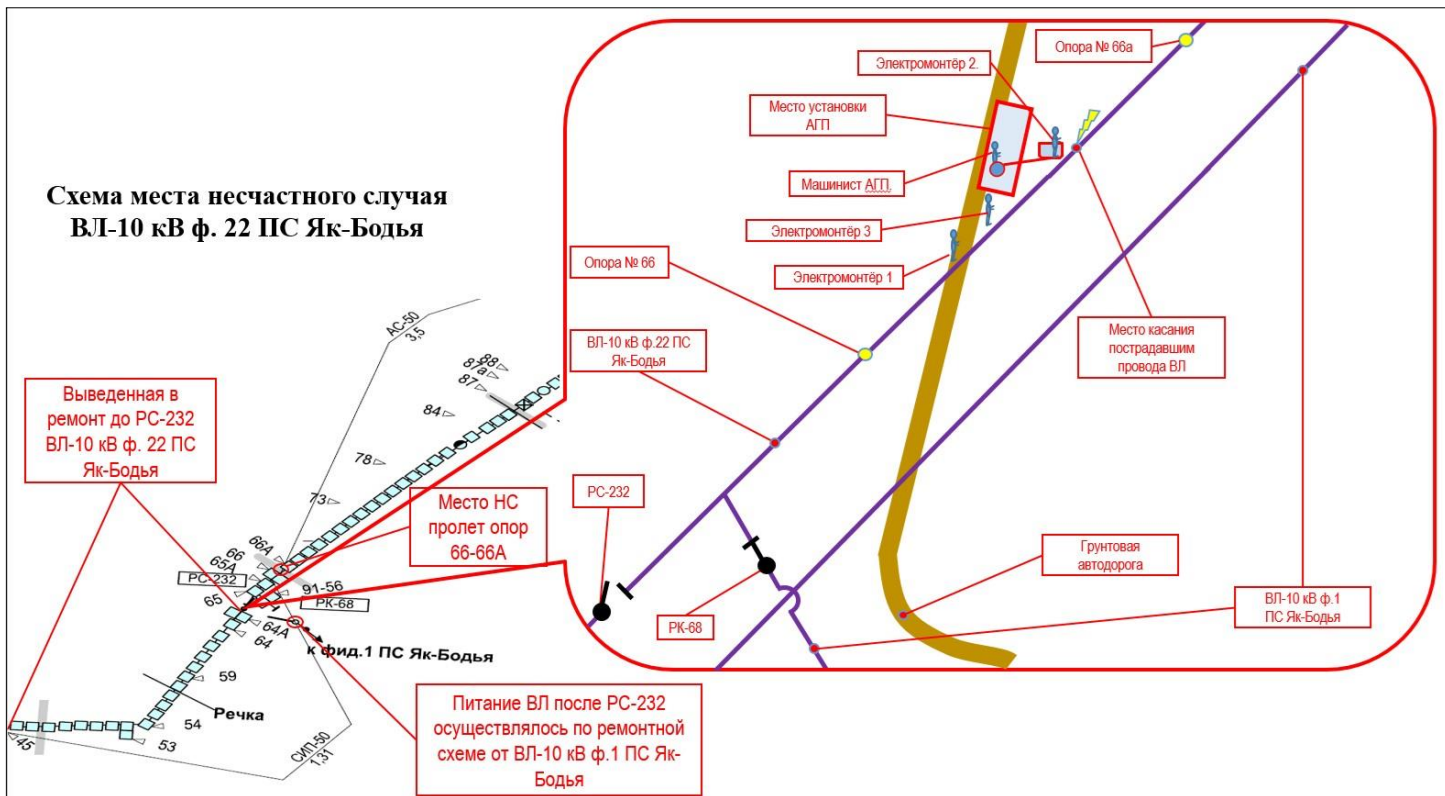 Схема места несчастного случая
ВЛ-10 кВ ф. 22 ПС Як-Бодья
Опора № 66а
Электромонтёр 2.
Место установки
АГП
Машинист АГП.
Электромонтёр 3
Электромонтёр 1
Опора № 66
ВЛ-10 кВ ф.22 ПС
Як-Бодья
Место касания
пострадавшим
провода ВЛ
РС-232
РК-68
Грунтовая
автодорога
ВЛ-10 кВ ф.1
ПС Як-Бодья
Выведенная в
ремонт до РС-232
ВЛ-10 кВ ф. 22 ПС
Як-Бодья
Место НС
пролет опор
66-66А
Питание ВЛ после РС-232
осуществлялось по ремонтной
схеме от ВЛ-10 кВ ф.1 ПС Як-
Бодья
АС-50
3,5
88
87а
87
84
78
73
66А
66
65А
РС-232
65
91-56
РК-68
64А
64
к фид.1 ПС Як-Бодья
59
Речка
54
53
45
СИП-50
1,31